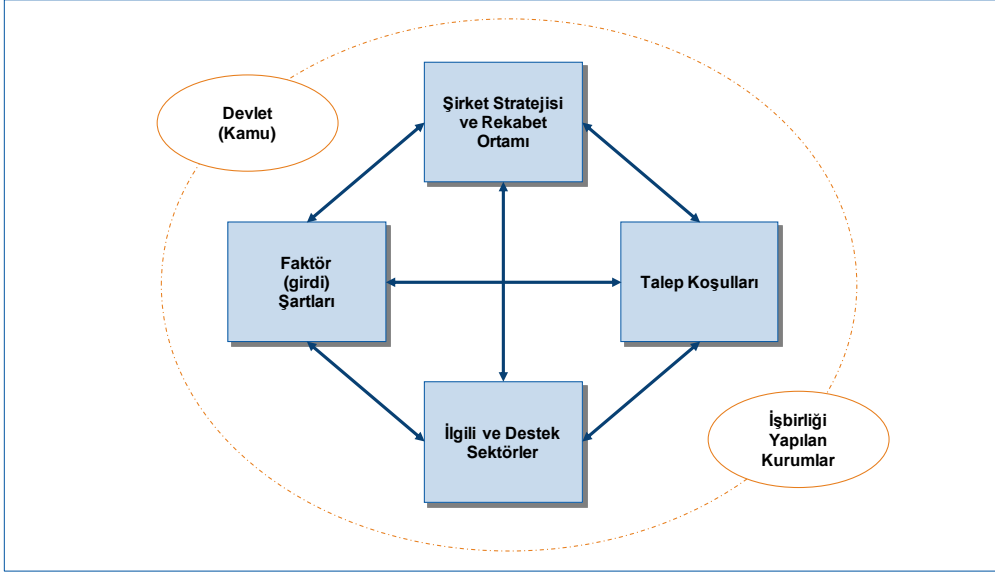 Şirket Stratejisi
ve Rekabet
Ortamı
Devlet
(Kamu)
Faktör
(girdi)
Şartları
Talep Koşulları
İlgili ve Destek
Sektörler
İşbirliği
Yapılan
Kurumlar